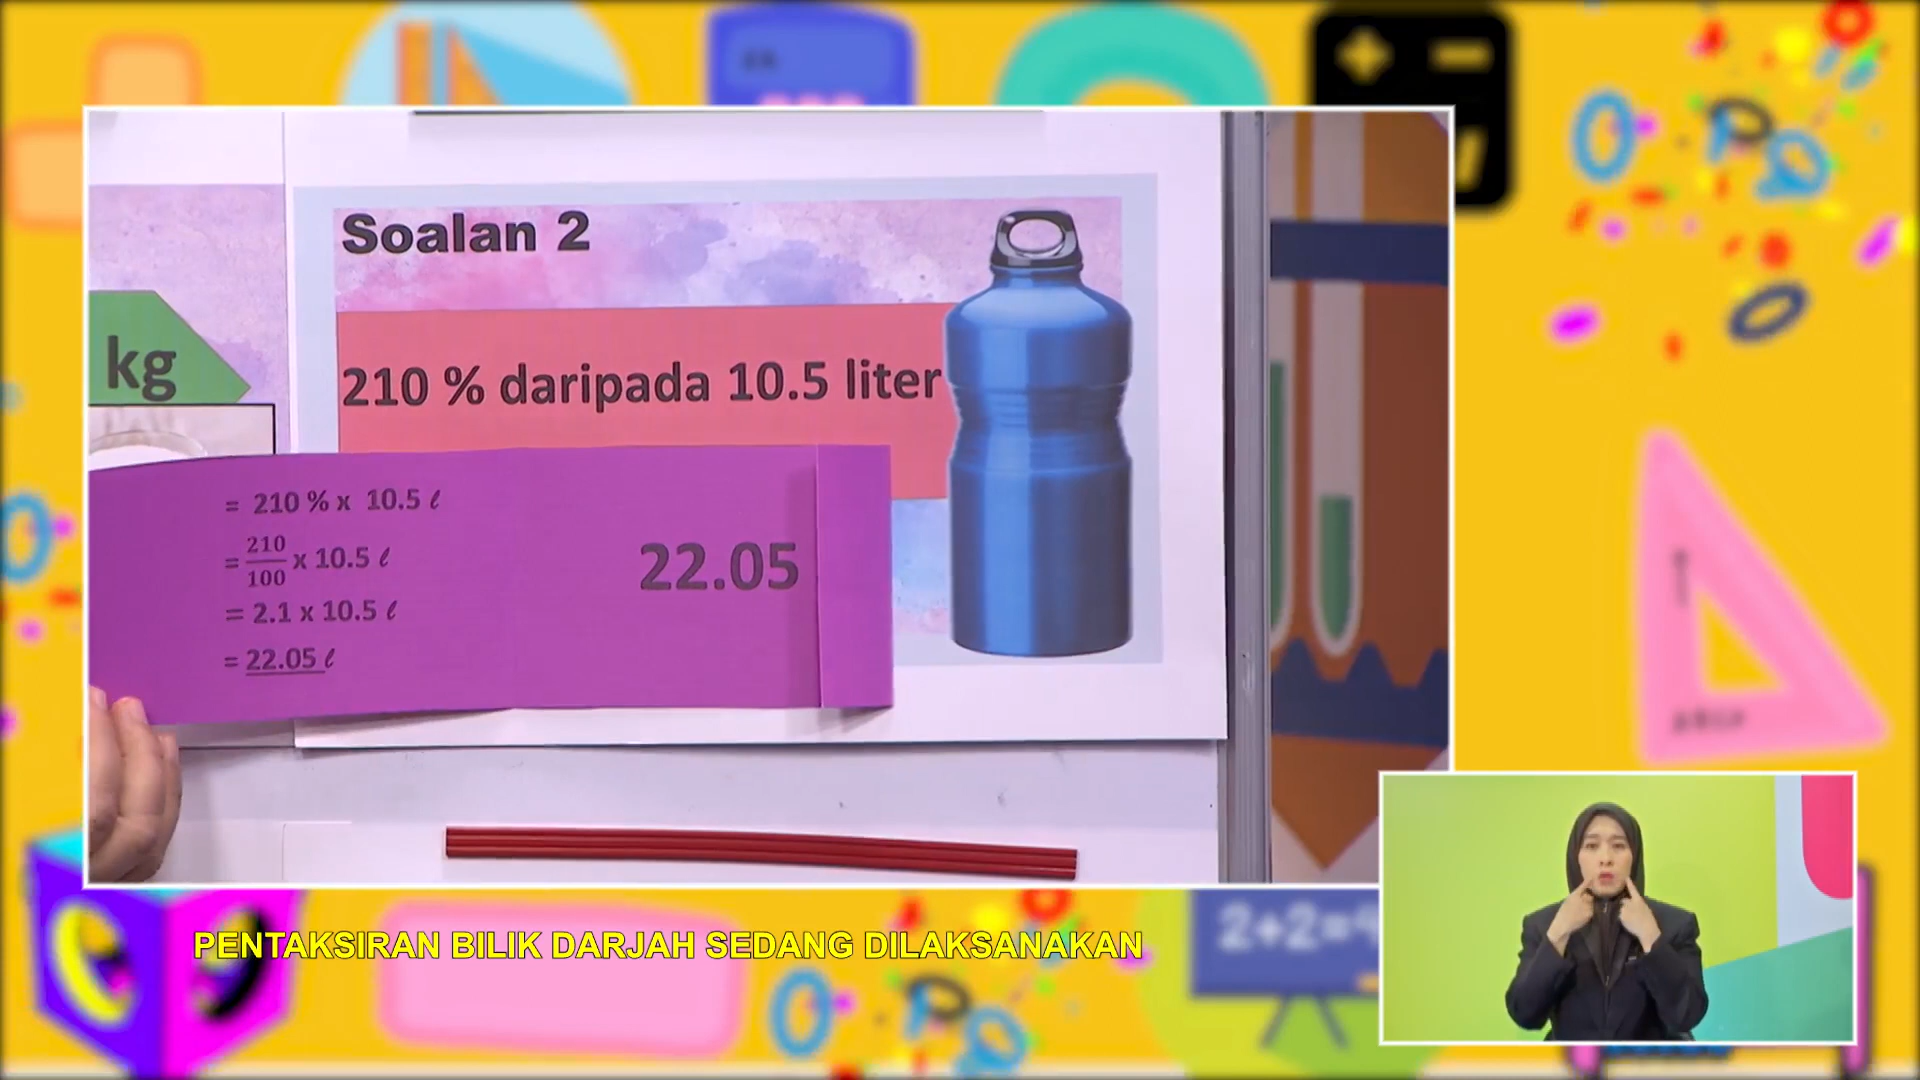 Soalan 2
kg
210 % daripada 10.5 liter
= 210 % x 10.5 ℓ
= 210/100 x 10.5 ℓ
= 2.1 x 10.5 ℓ
= 22.05 ℓ
22.05
PENTAKSIRAN BILIK DARJAH SEDANG DILAKSANAKAN
2+2=4